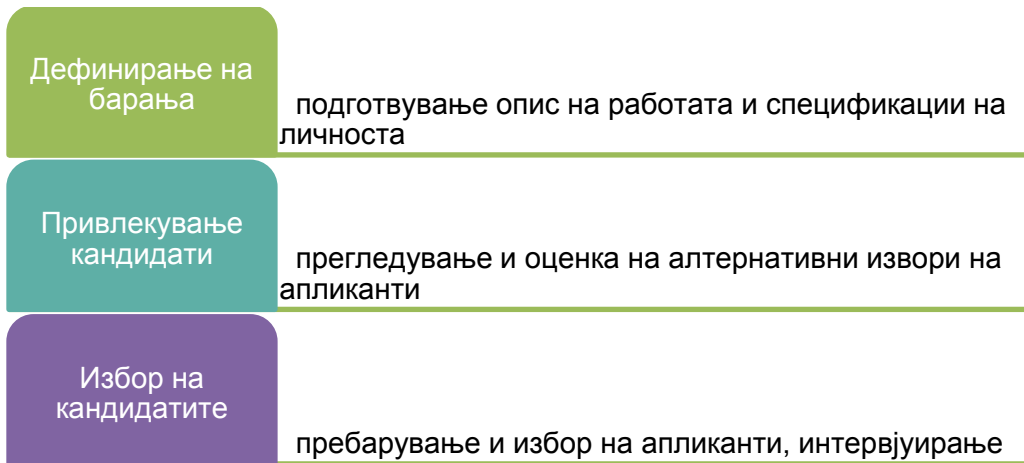 Дефинирање на
барања
подготвување опис на работата и спецификации на
личноста
Привлекување
кандидати
прегледување и оценка на алтернативни извори на
апликанти
Избор на
кандидатите
пребарување и избор на апликанти, интервјуирање